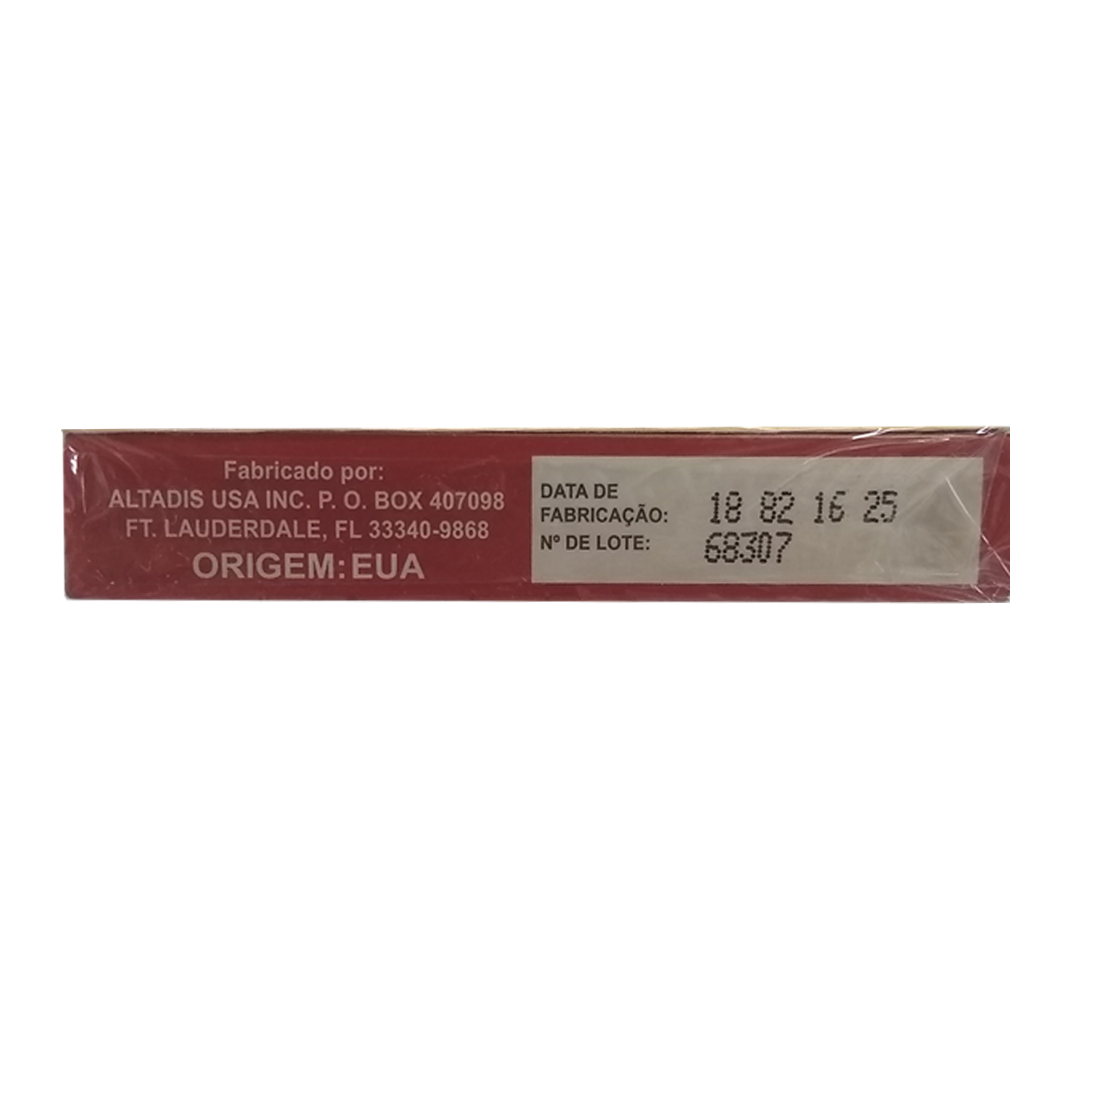 Fabricado por:
ALTADIS USA INC. P. O. BOX 407098
FT. LAUDERDALE, FL 33340-9868
ORIGEM: EUA
DATA DE
FABRICAÇÃO: 18 82 16 25
Nº DE LOTE: 68307